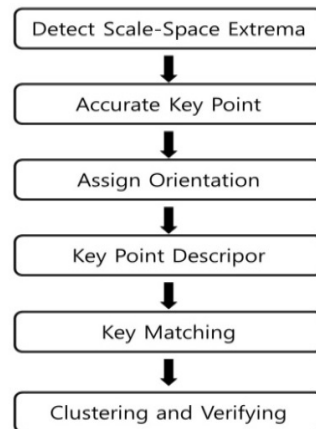 Detect Scale-Space Extrema
Accurate Key Point
Assign Orientation
Key Point Descripor
Key Matching
Clustering and Verifying